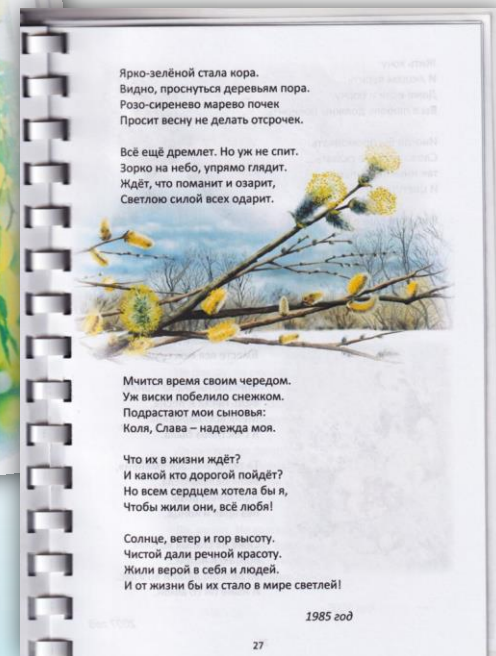 Ярко-зелёной стала кора.
Видно, проснуться деревьям пора.
Розо-сиренево марево почек
Просит весну не делать отсрочек.
Всё ещё дремлет. Но уж не спит.
Зорко на небо, упрямо глядит.
Ждёт, что поманит и озарит,
Светлою силой всех одарит.
Мчится время своим чередом.
Уж виски побелило снежком.
Подрастают мои сыновья:
Коля, Слава – надежда моя.
Что их в жизни ждёт?
И какой кто дорогой пойдёт?
Но всем сердцем хотела бы я,
Чтобы жили они, всё любя!
Солнце, ветер и гор высоту.
Чистой дали речной красоту.
Жили верой в себя и людей.
И от жизни бы их стало в мире светлей!
1985 год
27